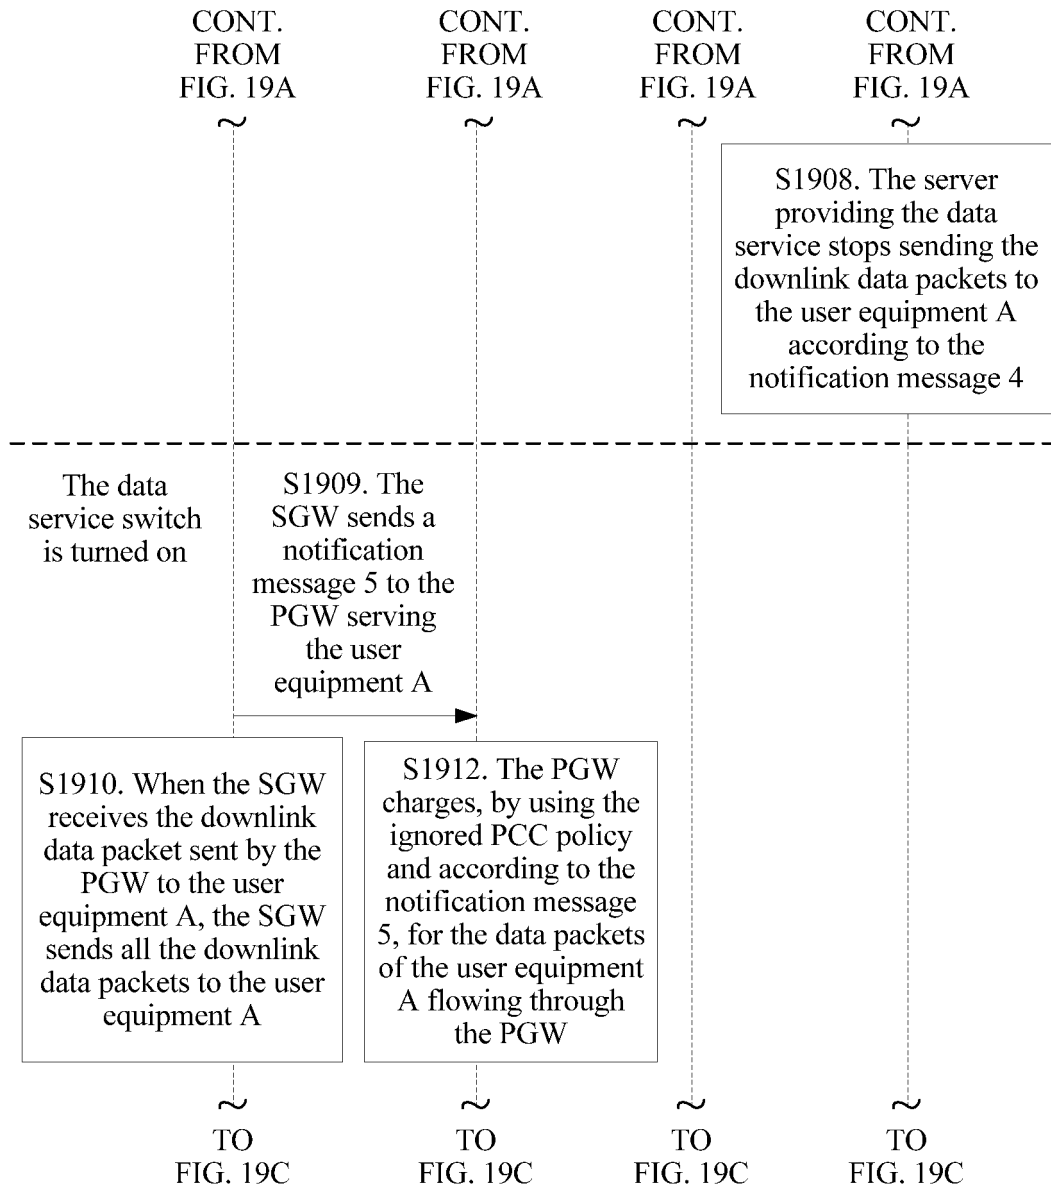 CONT.
FROM
FIG. 19A
CONT.
FROM
FIG. 19A
CONT.
FROM
FIG. 19A
CONT.
FROM
FIG. 19A
S1908. The server
providing the data
service stops sending the
downlink data packets to
the user equipment A
according to the
notification message 4
The data
service switch
is turned on
S1909. The
SGW sends a
notification
message 5 to the
PGW serving
the user
equipment A
S1910. When the SGW
receives the downlink
data packet sent by the
PGW to the user
equipment A, the SGW
sends all the downlink
data packets to the user
equipment A
S1912. The PGW
charges, by using the
ignored PCC policy
and according to the
notification message
5, for the data packets
of the user equipment
A flowing through
the PGW
TO
FIG. 19C
TO
FIG. 19C
TO
FIG. 19C
TO
FIG. 19C